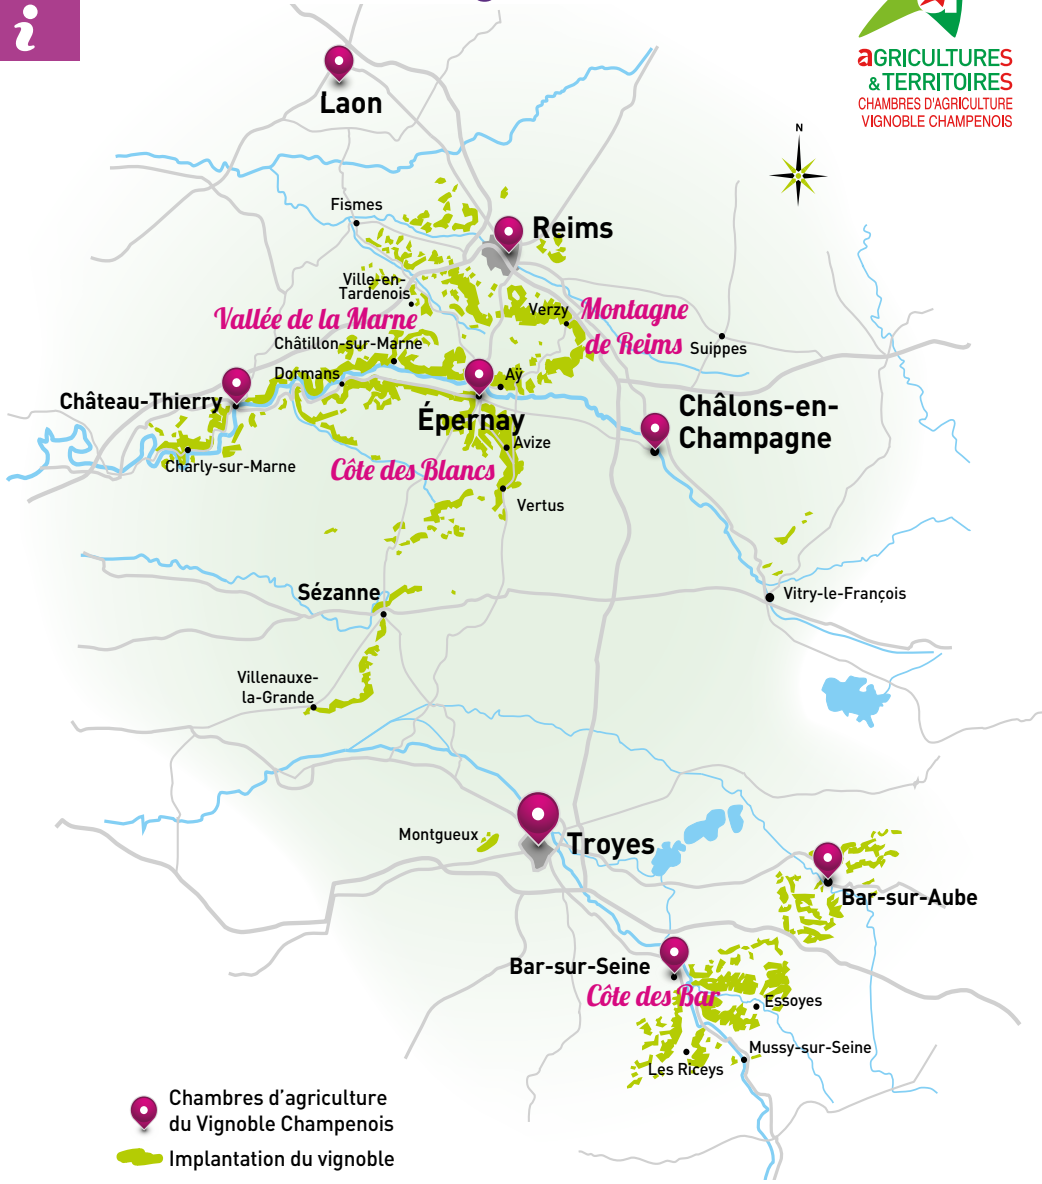 i
aGRICULTURES
& TERRITOIRES
CHAMBRES D'AGRICULTURE
VIGNOBLE CHAMPENOIS
N
Laon
Fismes
Reims
Ville-en-
Tardenois
Vallée de la Marne
Verzy
Montagne
de Reims
Châtillon-sur-Marne
Suippes
Dormans
Aÿ
Château-Thierry
Épernay
Châlons-en-
Champagne
Avize
Charly-sur-Marne
Côte des Blancs
Vertus
Sézanne
Vitry-le-François
Villenauxe-
la-Grande
Montgueux
Troyes
Bar-sur-Aube
Bar-sur-Seine
Côte des Bar
Essoyes
Mussy-sur-Seine
Les Riceys
Chambres d'agriculture
du Vignoble Champenois
Implantation du vignoble